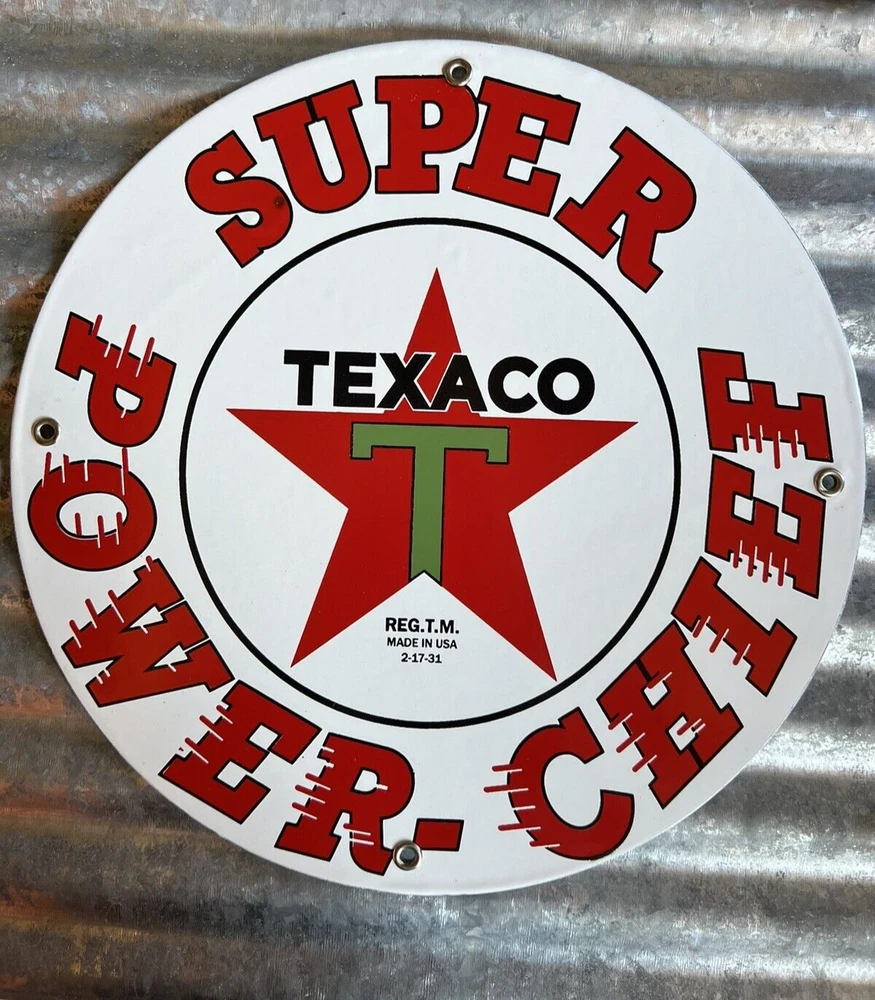 SUPER
POWER-CHIEF
TEXACO
T
REG.T.M.
MADE IN USA
2-17-31